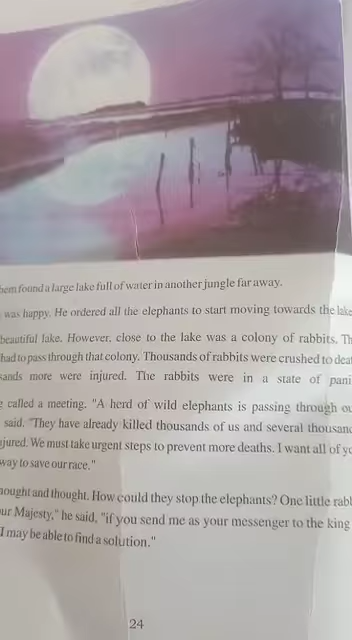 found a large lake full of water in another jungle far away.
was happy. He ordered all the elephants to start moving towards the lake
beautiful lake. However, close to the lake was a colony of rabbits.
had to pass through that colony. Thousands of rabbits were crushed to
more were injured. The rabbits were in a state of
called a meeting. "A herd of wild elephants is passing through
said. "They have already killed thousands of us and several
We must take urgent steps to prevent more deaths. I want all of
way to save our race."
and thought. How could they stop the elephants? One little
Majesty," he said, "if you send me as your messenger to the king
I may be able to find a solution."
24